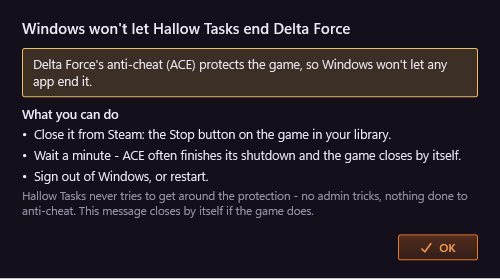 Windows won't let Hallow Tasks end Delta Force
Delta Force's anti-cheat (ACE) protects the game, so Windows won't let any
app end it.
What you can do
• Close it from Steam: the Stop button on the game in your library.
• Wait a minute - ACE often finishes its shutdown and the game closes by itself.
• Sign out of Windows, or restart.
Hallow Tasks never tries to get around the protection - no admin tricks, nothing done to
anti-cheat. This message closes by itself if the game does.
OK